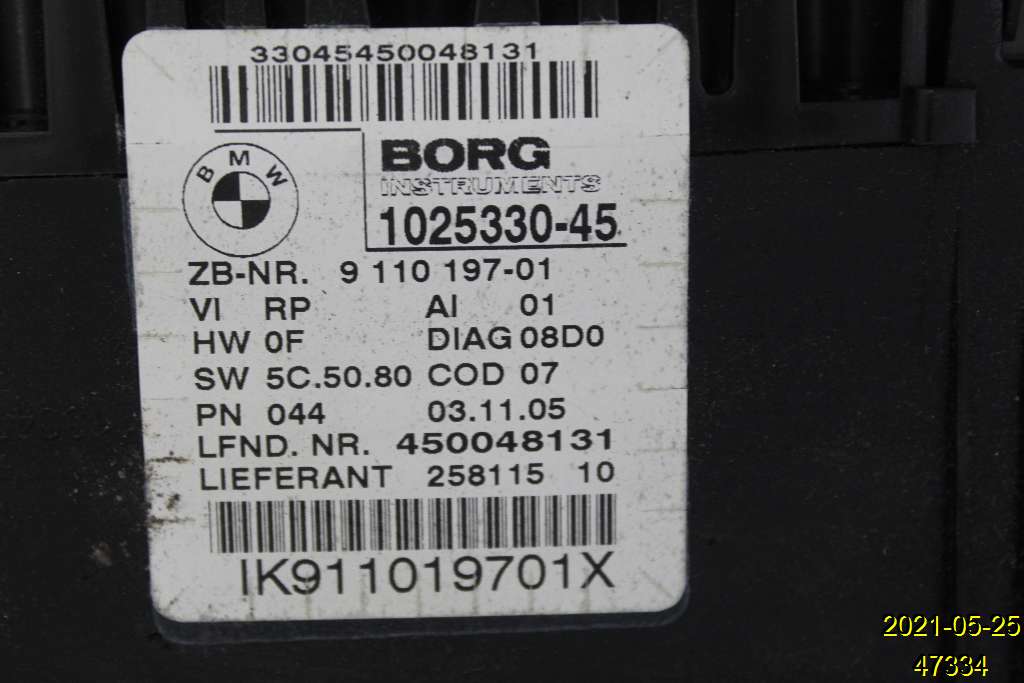 33045450048131
BMW
BORG
INSTRUMENTS
1025330-45
ZB-NR. 9 110 197-01
VI RP AI 01
HW 0F DIAG 08D0
SW 5C.50.80 COD 07
PN 044 03.11.05
LFND. NR. 450048131
LIEFERANT 258115 10
IK911019701X
2021-05-25
47334